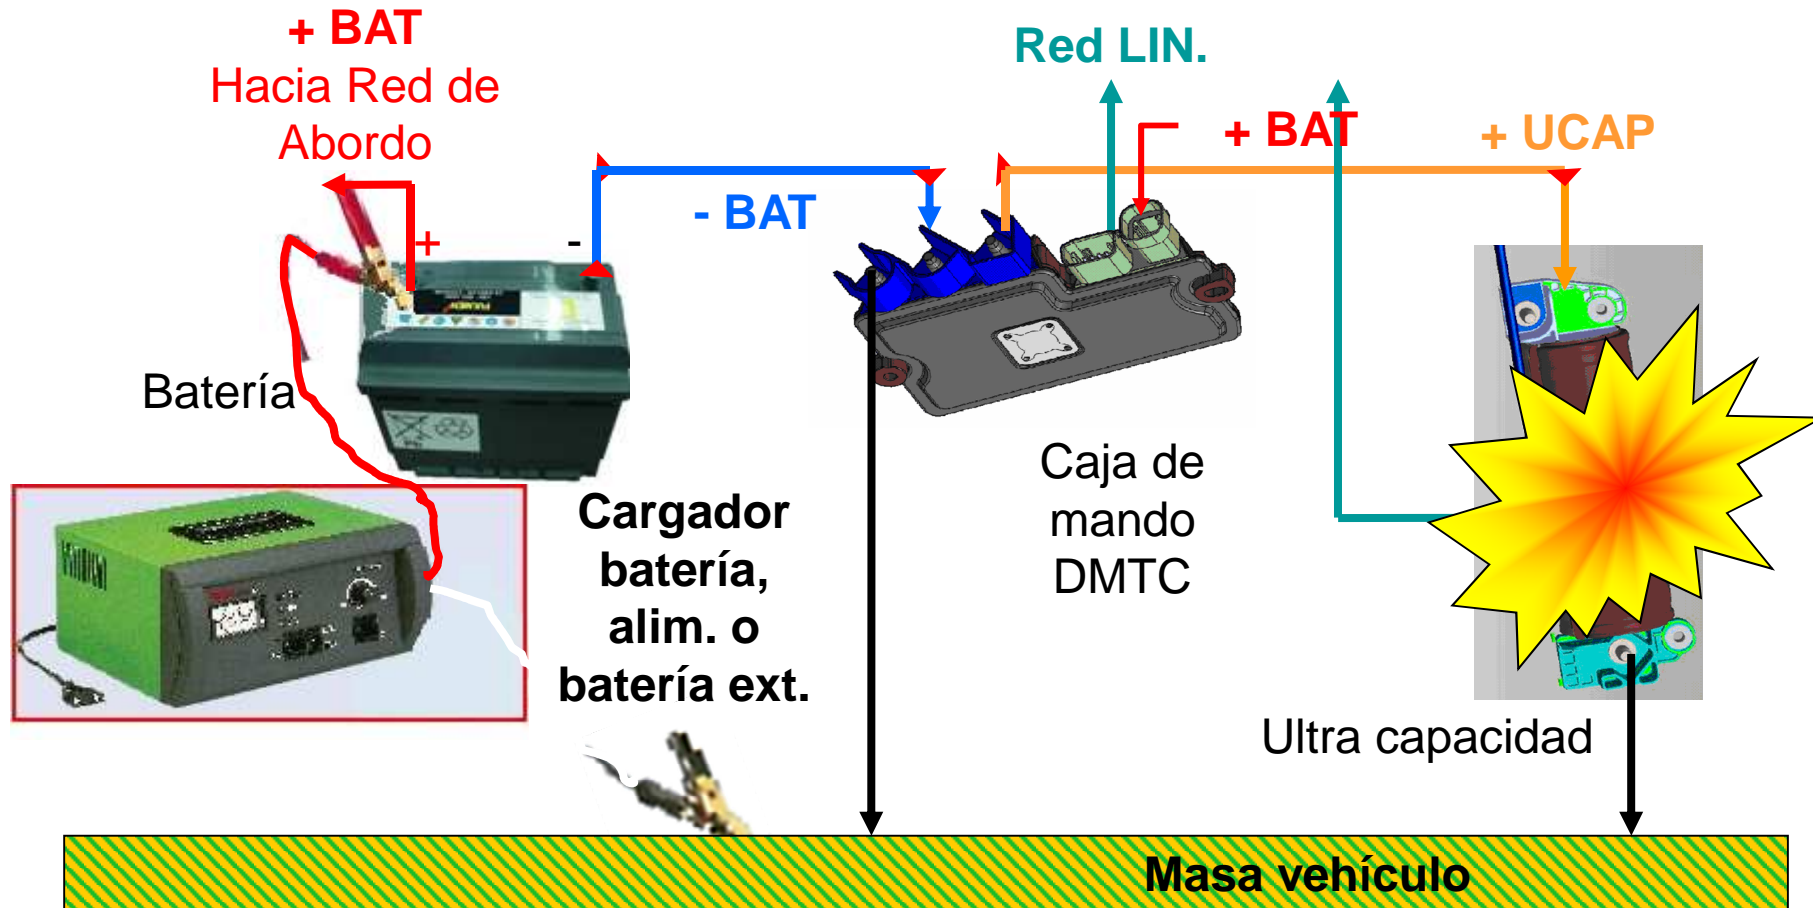 + BAT
Hacia Red de
Abordo
Red LIN.
+ BAT
+ UCAP
- BAT
+
-
Batería
Cargador
batería,
alim. o
batería ext.
Caja de
mando
DMTC
Ultra capacidad
Masa vehículo